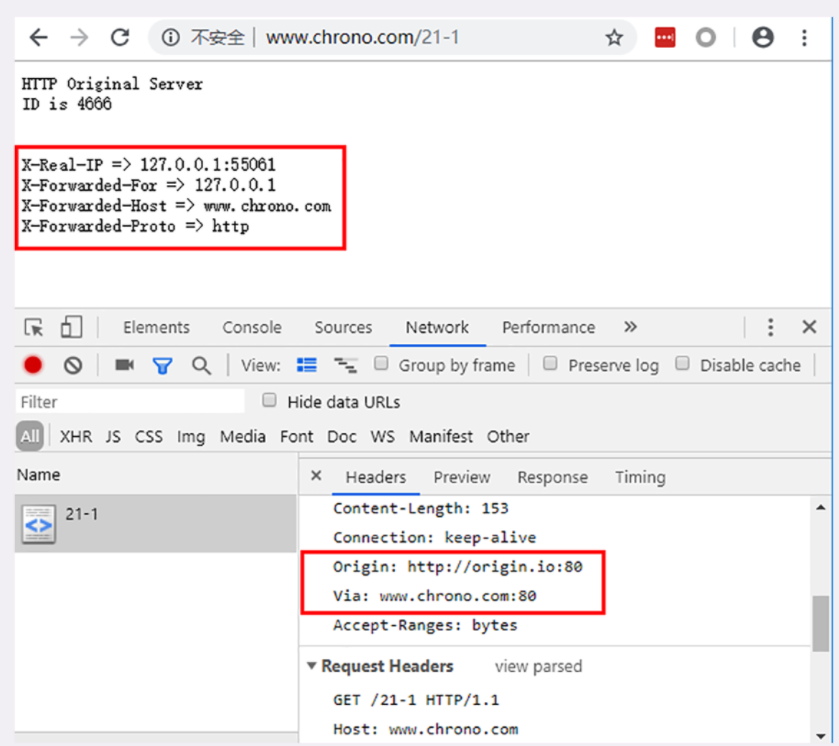 不安全 | www.chrono.com/21-1
HTTP Original Server
ID is 4666
X-Real-IP => 127.0.0.1:55061
X-Forwarded-For => 127.0.0.1
X-Forwarded-Host => www.chrono.com
X-Forwarded-Proto => http
Elements Console Sources Network Performance »
View: Group by frame Preserve log Disable cache
Filter Hide data URLs
All XHR JS CSS Img Media Font Doc WS Manifest Other
Name × Headers Preview Response Timing
21-1
Content-Length: 153
Connection: keep-alive
Origin: http://origin.io:80
Via: www.chrono.com:80
Accept-Ranges: bytes
Request Headers view parsed
GET /21-1 HTTP/1.1
Host: www.chrono.com